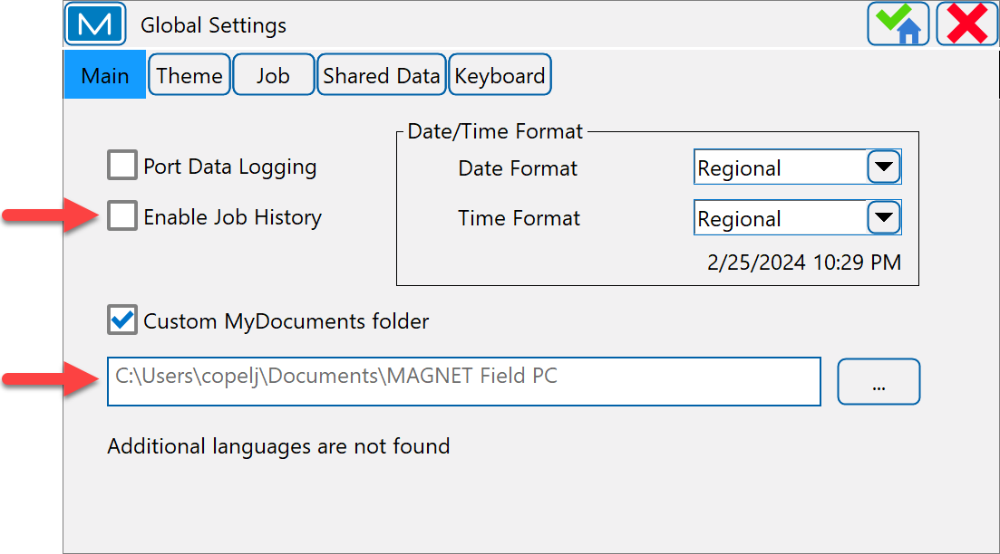 Global Settings
Main Theme Job Shared Data Keyboard
Date/Time Format
Port Data Logging
Date Format Regional
Enable Job History
Time Format Regional
2/25/2024 10:29 PM
Custom MyDocuments folder
C:\Users\copelj\Documents\MAGNET Field PC
...
Additional languages are not found